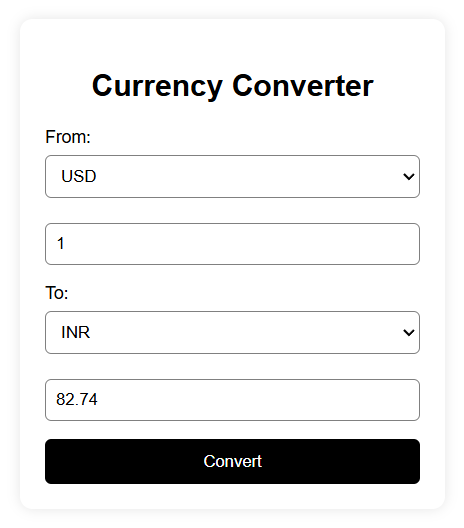 Currency Converter
From:
USD
1
To:
INR
82.74
Convert